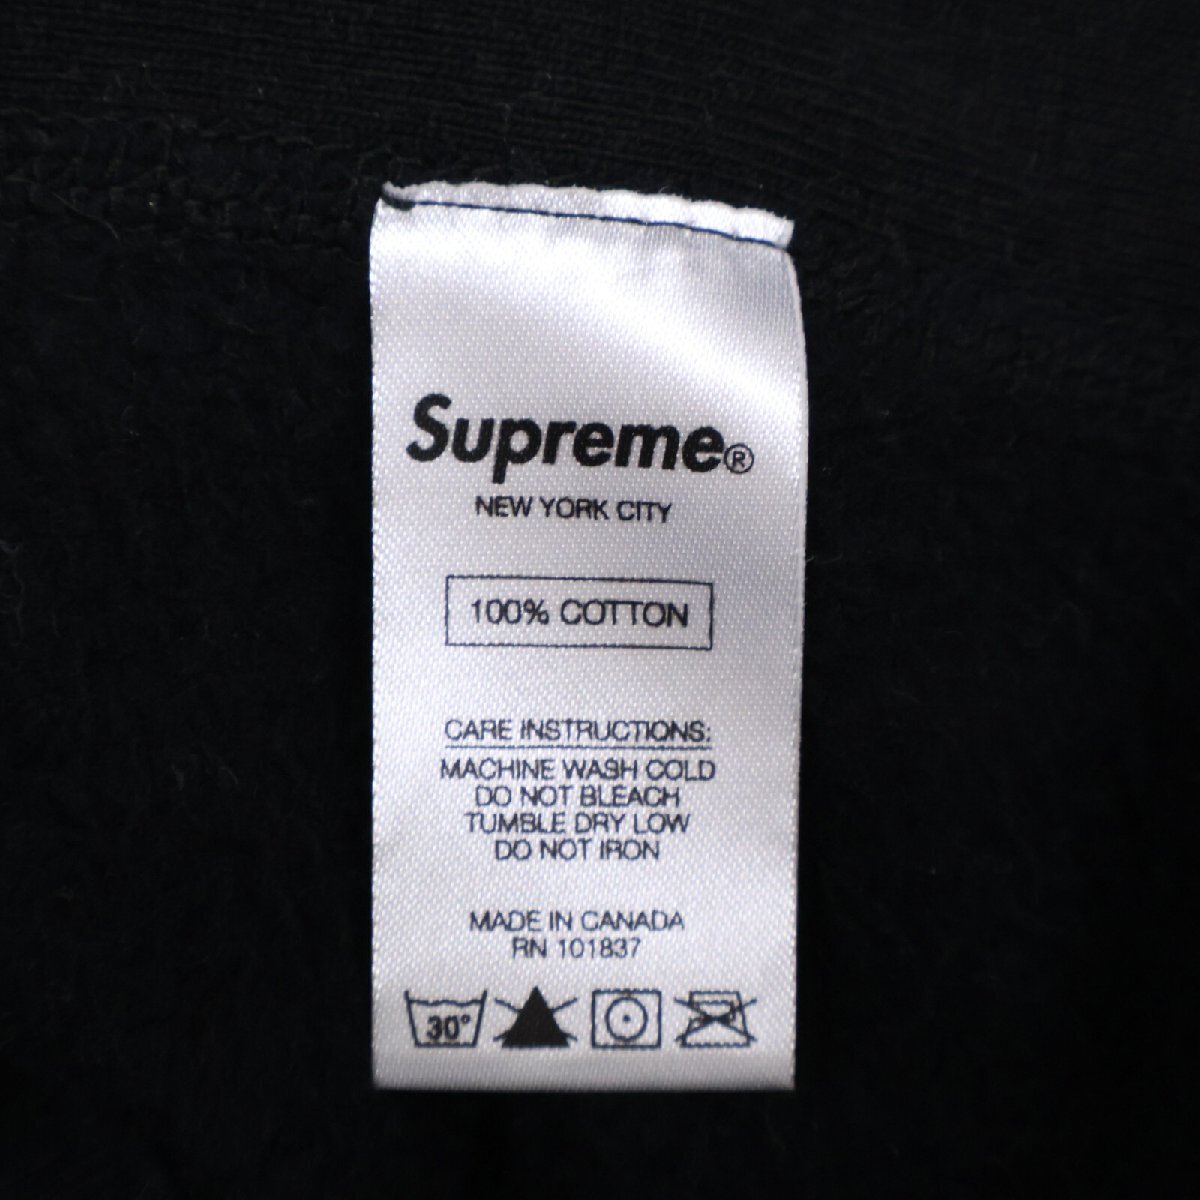 Supreme®
NEW YORK CITY
100% COTTON
CARE INSTRUCTIONS:
MACHINE WASH COLD
DO NOT BLEACH
TUMBLE DRY LOW
DO NOT IRON
MADE IN CANADA
RN 101837
30°